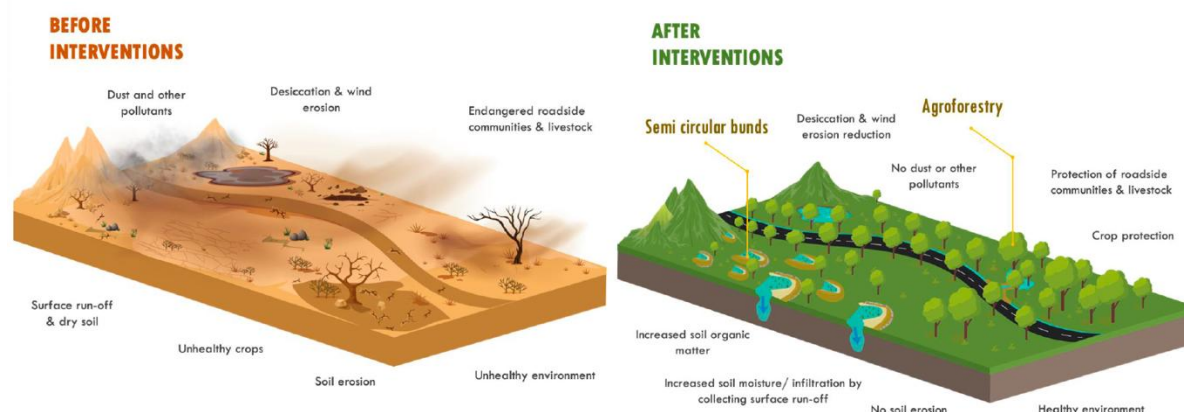 BEFORE
INTERVENTIONS
Dust and other
pollutants
Desiccation & wind
erosion
Endangered roadside
communities & livestock
Surface run-off
& dry soil
Unhealthy crops
Soil erosion
Unhealthy environment
AFTER
INTERVENTIONS
Semi circular bunds
Desiccation & wind
erosion reduction
Agroforestry
No dust or other
pollutants
Protection of roadside
communities & livestock
Crop protection
Increased soil organic
matter
Increased soil moisture/ infiltration by
collecting surface run-off
No soil erosion
Healthy environment